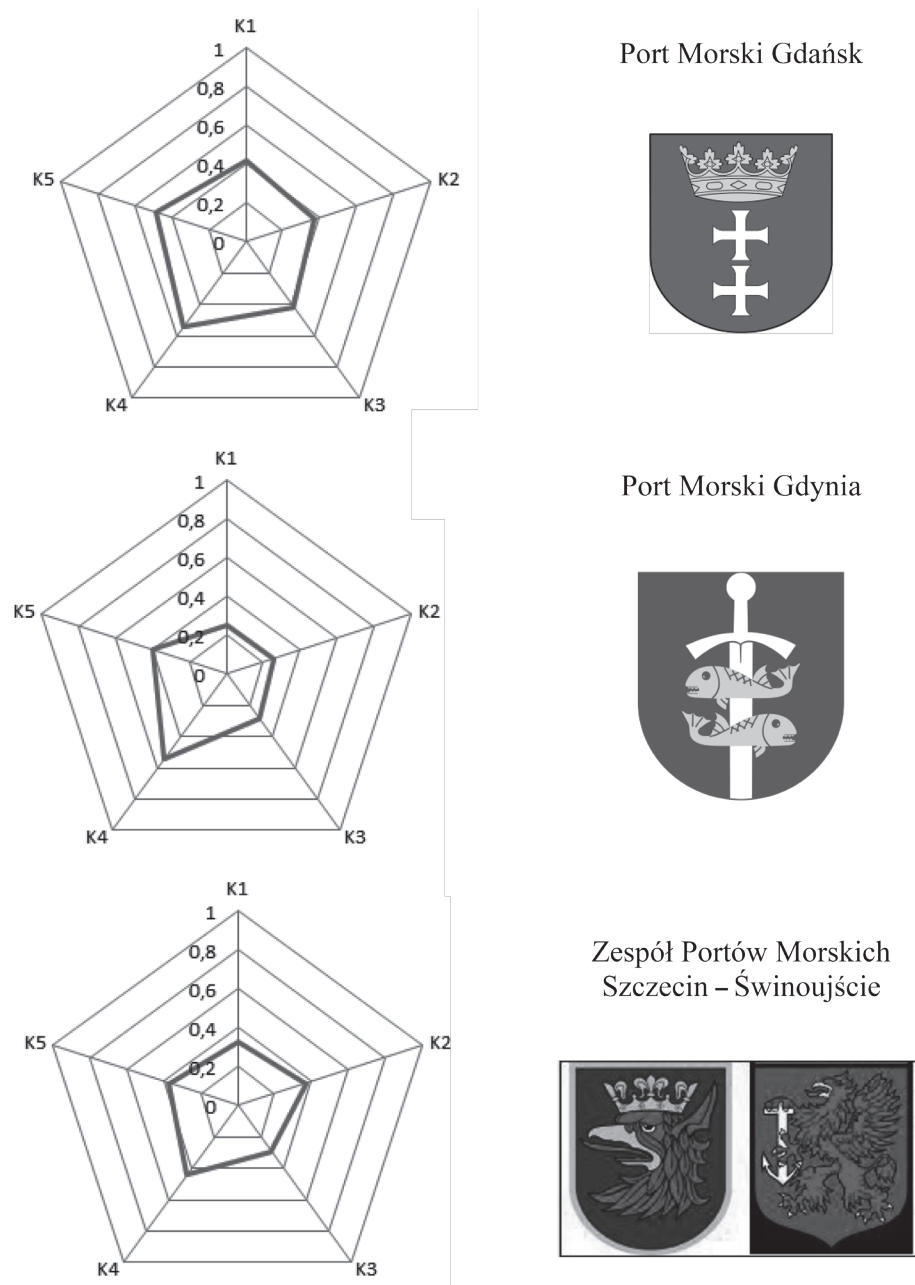 K1
1
0,8
0,6
0,4
0,2
0
K5
K2
K4
K3
Port Morski Gdańsk
K1
1
0,8
0,6
0,4
0,2
0
K5
K2
K4
K3
Port Morski Gdynia
K1
1
0,8
0,6
0,4
0,2
0
K5
K2
K4
K3
Zespół Portów Morskich
Szczecin – Świnoujście